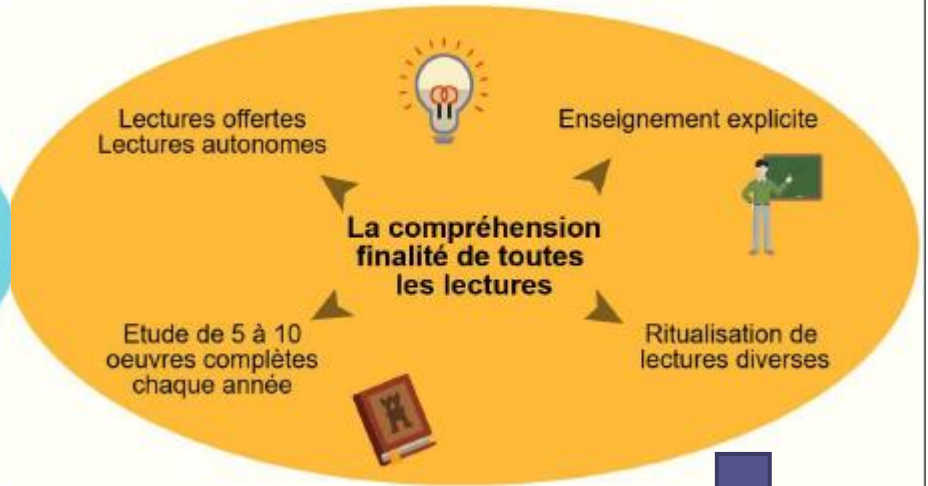 Lectures offertes
Lectures autonomes
Enseignement explicite
La compréhension
finalité de toutes
les lectures
Etude de 5 à 10
oeuvres complètes
chaque année
Ritualisation de
lectures diverses